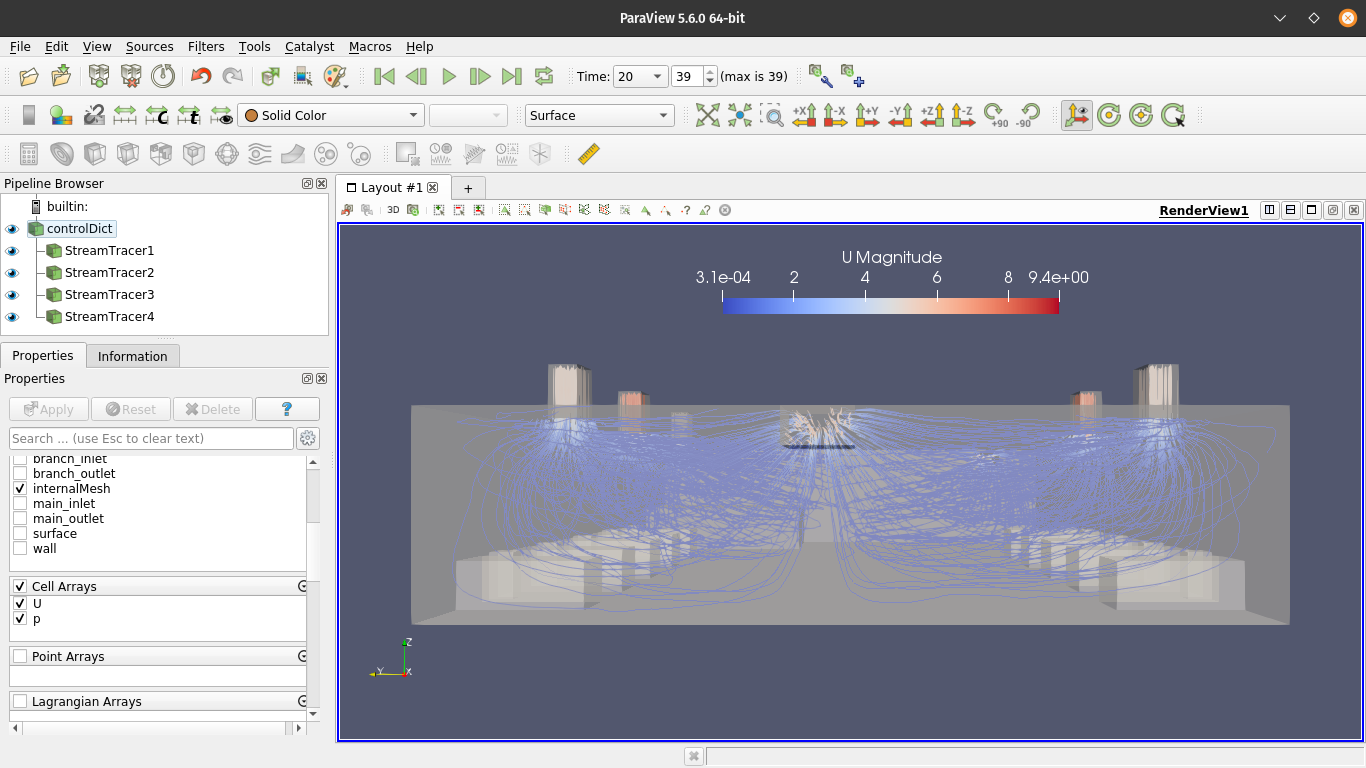 ParaView 5.6.0 64-bit
File Edit View Sources Filters Tools Catalyst Macros Help
Time: 20 39 (max is 39)
Solid Color Surface +X -X +Y -Y +Z -Z +90 -90
Pipeline Browser
builtin:
controlDict
StreamTracer1
StreamTracer2
StreamTracer3
StreamTracer4
Properties Information
Properties
Apply Reset Delete ?
Search ... (use Esc to clear text)
branch_inlet
branch_outlet
internalMesh
main_inlet
main_outlet
surface
wall
Cell Arrays
U
p
Point Arrays
Lagrangian Arrays
Layout #1 +
3D RenderView1
U Magnitude
3.1e-04 2 4 6 8 9.4e+00
Z
Y X